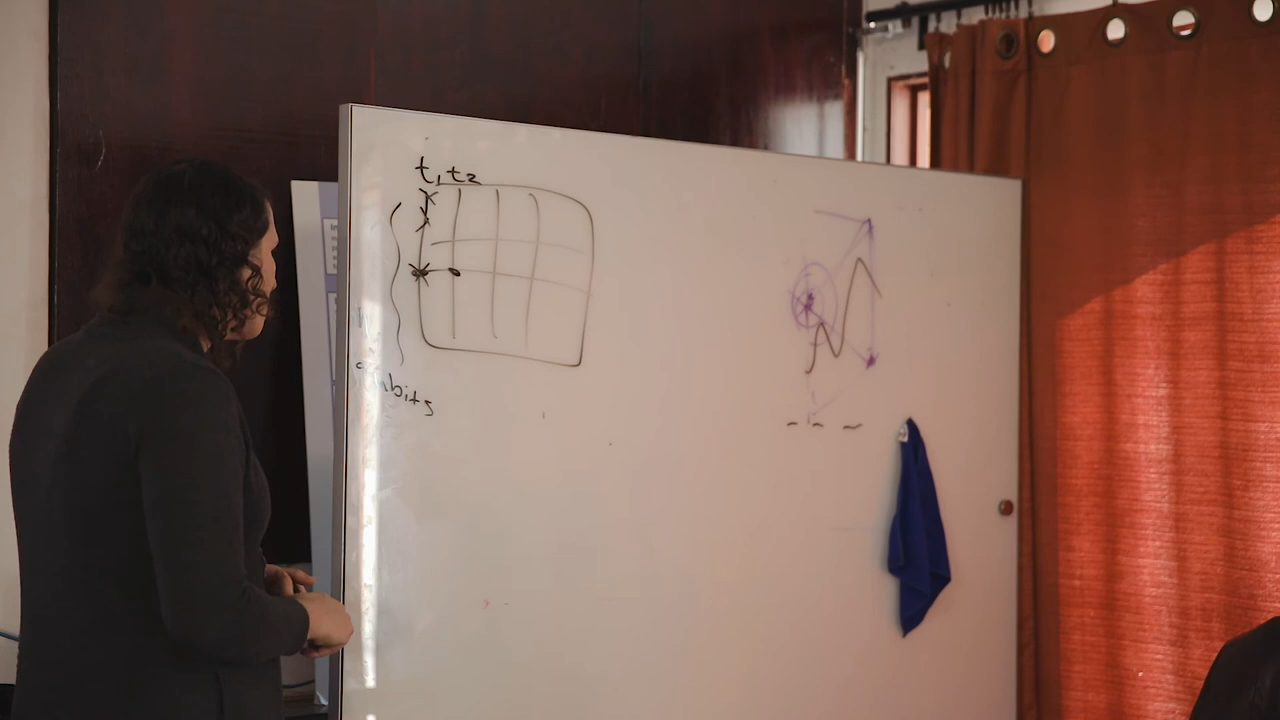 t₁ t₂
qubits